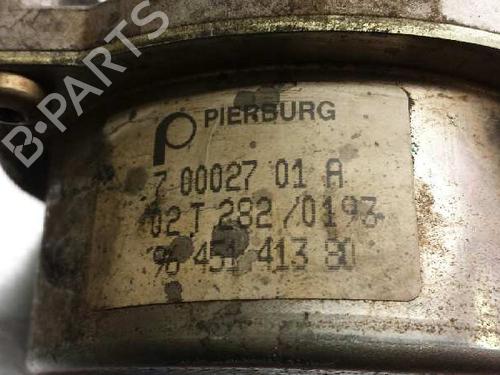 B-PARTS
PIERBURG
7 00027 01 A
02 J 282/0193
96 451 413 80